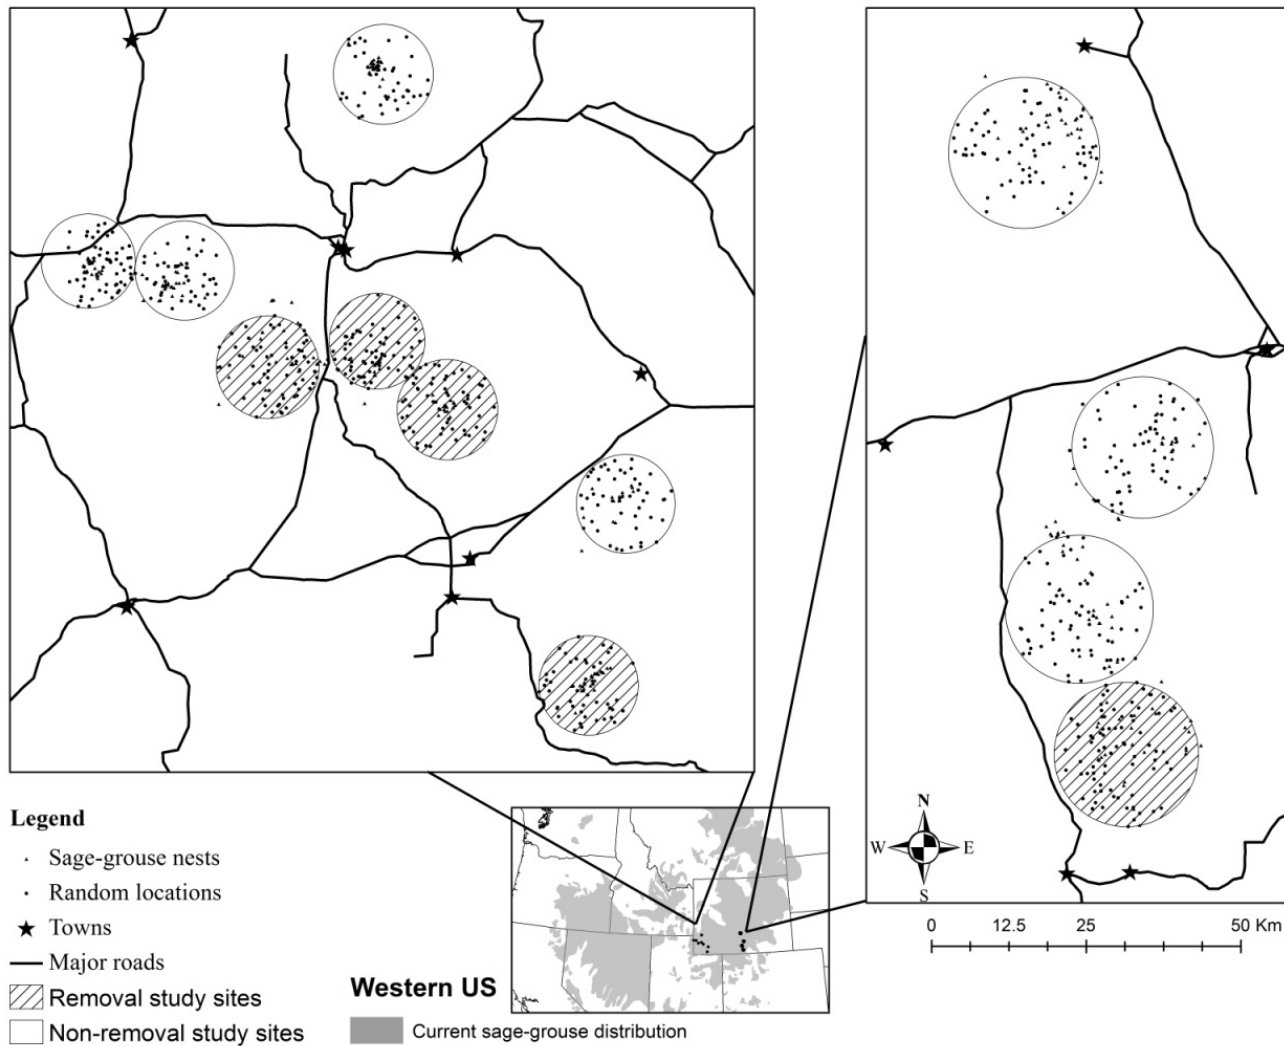 N
W
E
S
0
12.5
25
50 Km
Legend
Sage-grouse nests
Random locations
Towns
Major roads
Removal study sites
Non-removal study sites
Western US
Current sage-grouse distribution